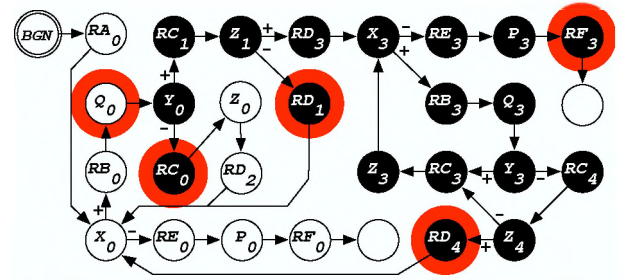 BGN RA0 RC1 + Z1 + RD3 X3 - RE3 P3 RF3
- +
Q0 + Y0 Z0 RD1 RB3 Q3
-
RB0 RC0 RD2 Z3 RC3 + Y3 - RC4
+ -
X0 - RE0 P0 RF0 RD4 + Z4